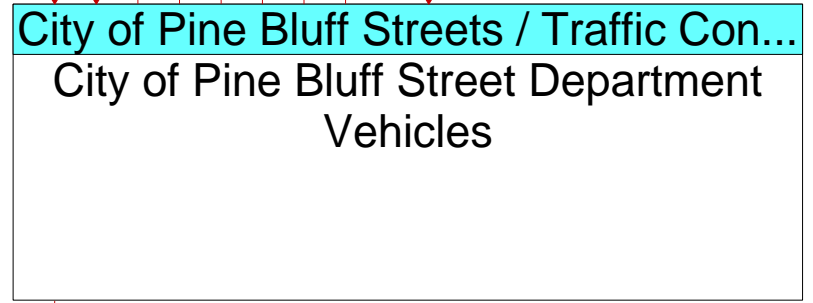 City of Pine Bluff Streets / Traffic Con...
City of Pine Bluff Street Department
Vehicles